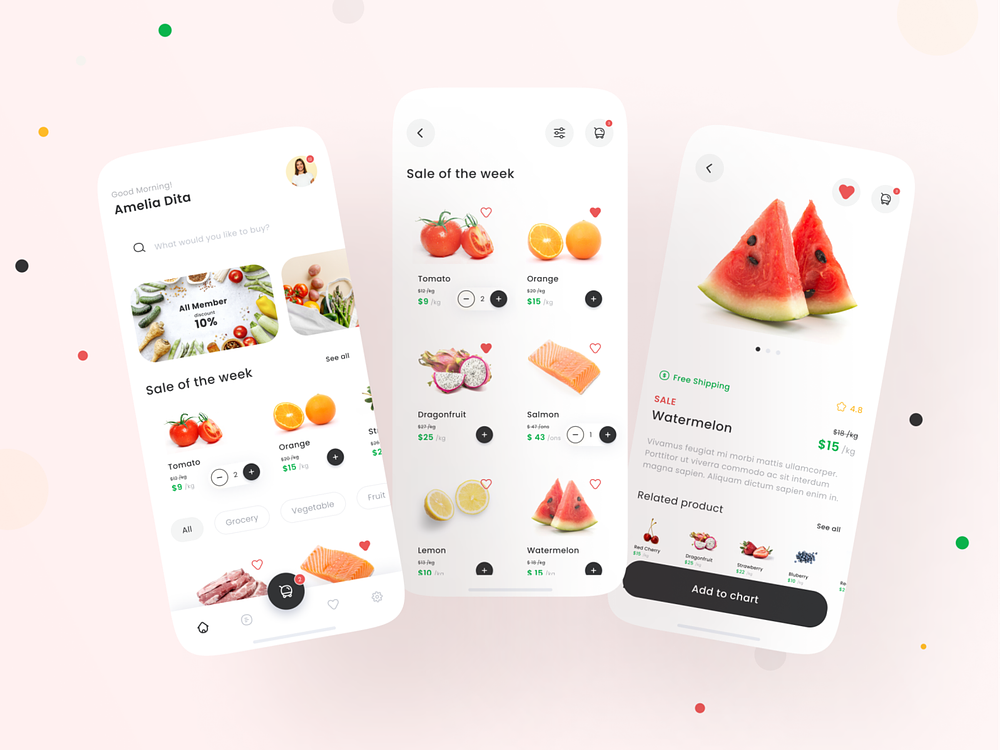 Good Morning!
Amelia Dita
What would you like to buy?
All Member
discount
10%
See all
Sale of the week
Tomato
$12 /kg
$9 /kg
2
Orange
$20 /kg
$15 /kg
All
Grocery
Vegetable
Fruit
2
Sale of the week
Tomato
$12 /kg
$9 /kg
2
Orange
$20 /kg
$15 /kg
Dragonfruit
$27 /kg
$25 /kg
Salmon
$ 47 /ons
$ 43 /ons
1
Lemon
$10 /kg
Watermelon
$ 18 /kg
$ 15 /kg
Free Shipping
SALE
4.8
Watermelon
$18 /kg
$15 /kg
Vivamus feugiat mi morbi mattis ullamcorper.
Porttitor ut viverra commodo ac sit interdum
magna sapien. Aliquam dictum sapien enim in.
Related product
See all
Red Cherry
$15 /kg
Dragonfruit
$25 /kg
Strawberry
$22 /kg
Bluberry
$10 /kg
Add to chart